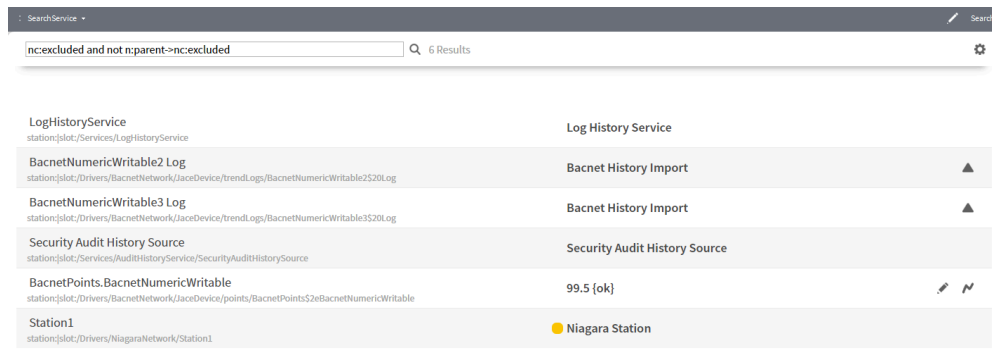 SearchService
Search
nc:excluded and not n:parent->nc:excluded
6 Results
LogHistoryService
station:|slot:/Services/LogHistoryService
Log History Service
BacnetNumericWritable2 Log
station:|slot:/Drivers/BacnetNetwork/JaceDevice/trendLogs/BacnetNumericWritable2$20Log
Bacnet History Import
BacnetNumericWritable3 Log
station:|slot:/Drivers/BacnetNetwork/JaceDevice/trendLogs/BacnetNumericWritable3$20Log
Bacnet History Import
Security Audit History Source
station:|slot:/Services/AuditHistoryService/SecurityAuditHistorySource
Security Audit History Source
BacnetPoints.BacnetNumericWritable
station:|slot:/Drivers/BacnetNetwork/JaceDevice/points/BacnetPoints$2eBacnetNumericWritable
99.5 {ok}
Station1
station:|slot:/Drivers/NiagaraNetwork/Station1
Niagara Station